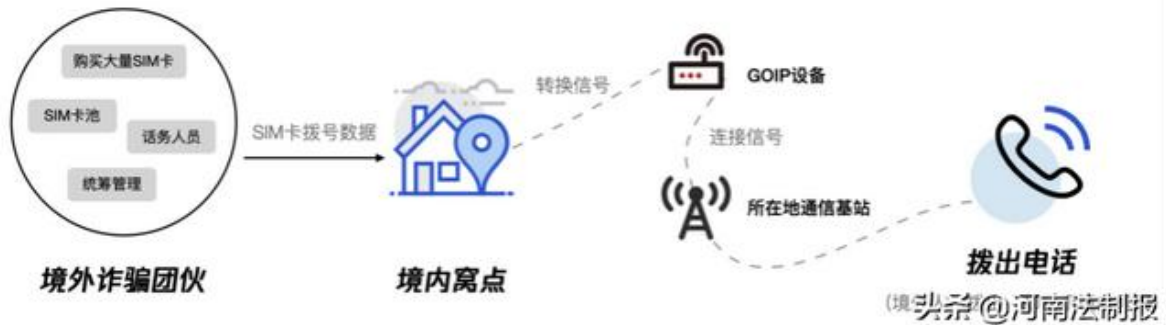 购买大量SIM卡
SIM卡池
话务人员
统筹管理
境外诈骗团伙
SIM卡拨号数据
境内窝点
转换信号
GOIP设备
连接信号
所在地通信基站
拨出电话
(境
头条 @河南法制报